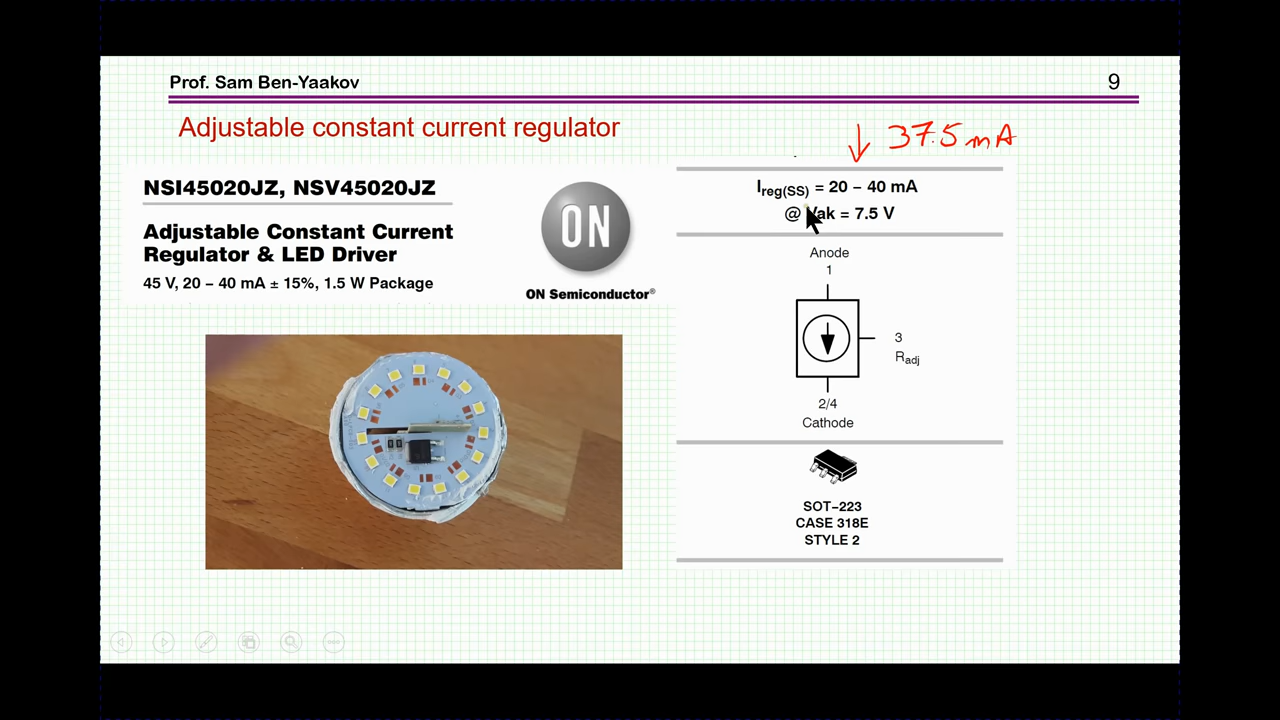 Prof. Sam Ben-Yaakov
9
Adjustable constant current regulator
37.5 mA
NSI45020JZ, NSV45020JZ
Adjustable Constant Current
Regulator & LED Driver
45 V, 20 − 40 mA ± 15%, 1.5 W Package
ON
ON Semiconductor®
Ireg(SS) = 20 − 40 mA
@ Vak = 7.5 V
Anode
1
3
Radj
2/4
Cathode
SOT−223
CASE 318E
STYLE 2